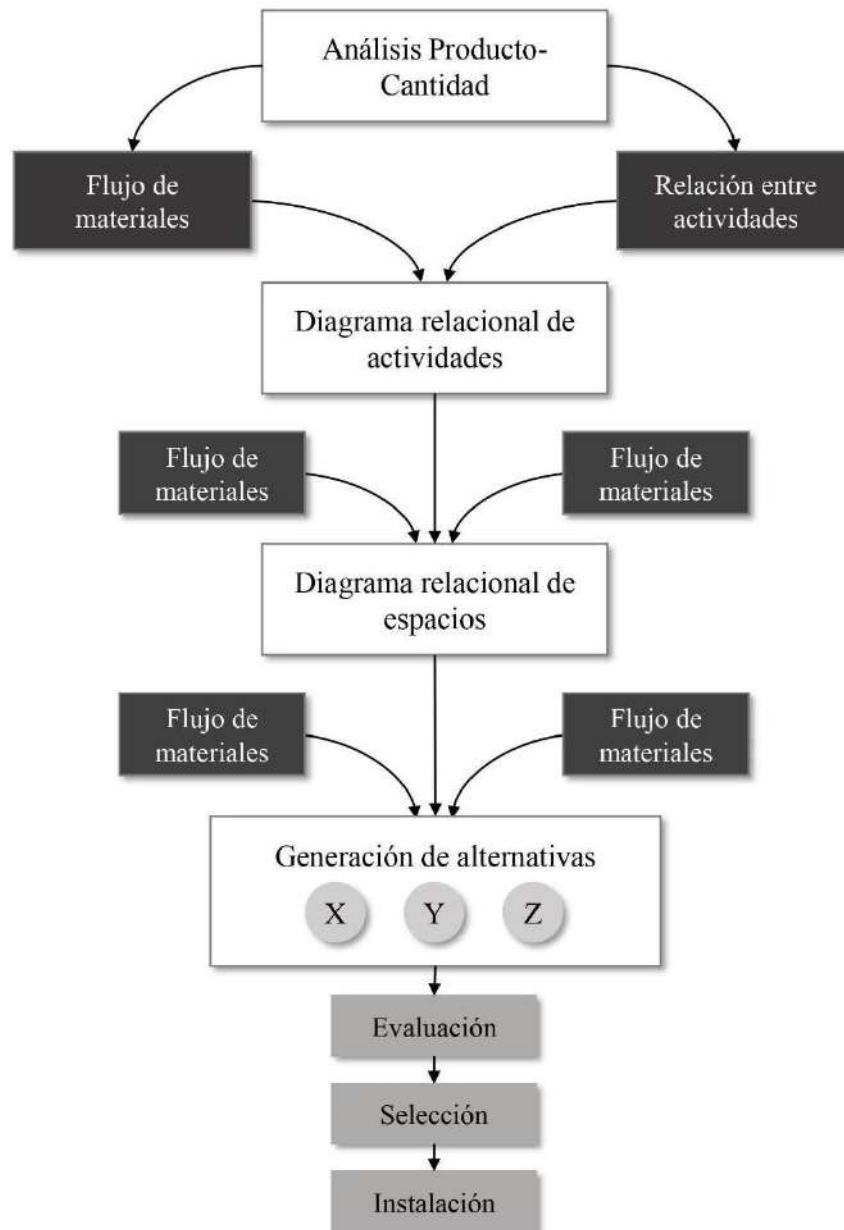 Análisis Producto-
Cantidad
Flujo de
materiales
Relación entre
actividades
Diagrama relacional de
actividades
Flujo de
materiales
Flujo de
materiales
Diagrama relacional de
espacios
Flujo de
materiales
Flujo de
materiales
Generación de alternativas
X Y Z
Evaluación
Selección
Instalación